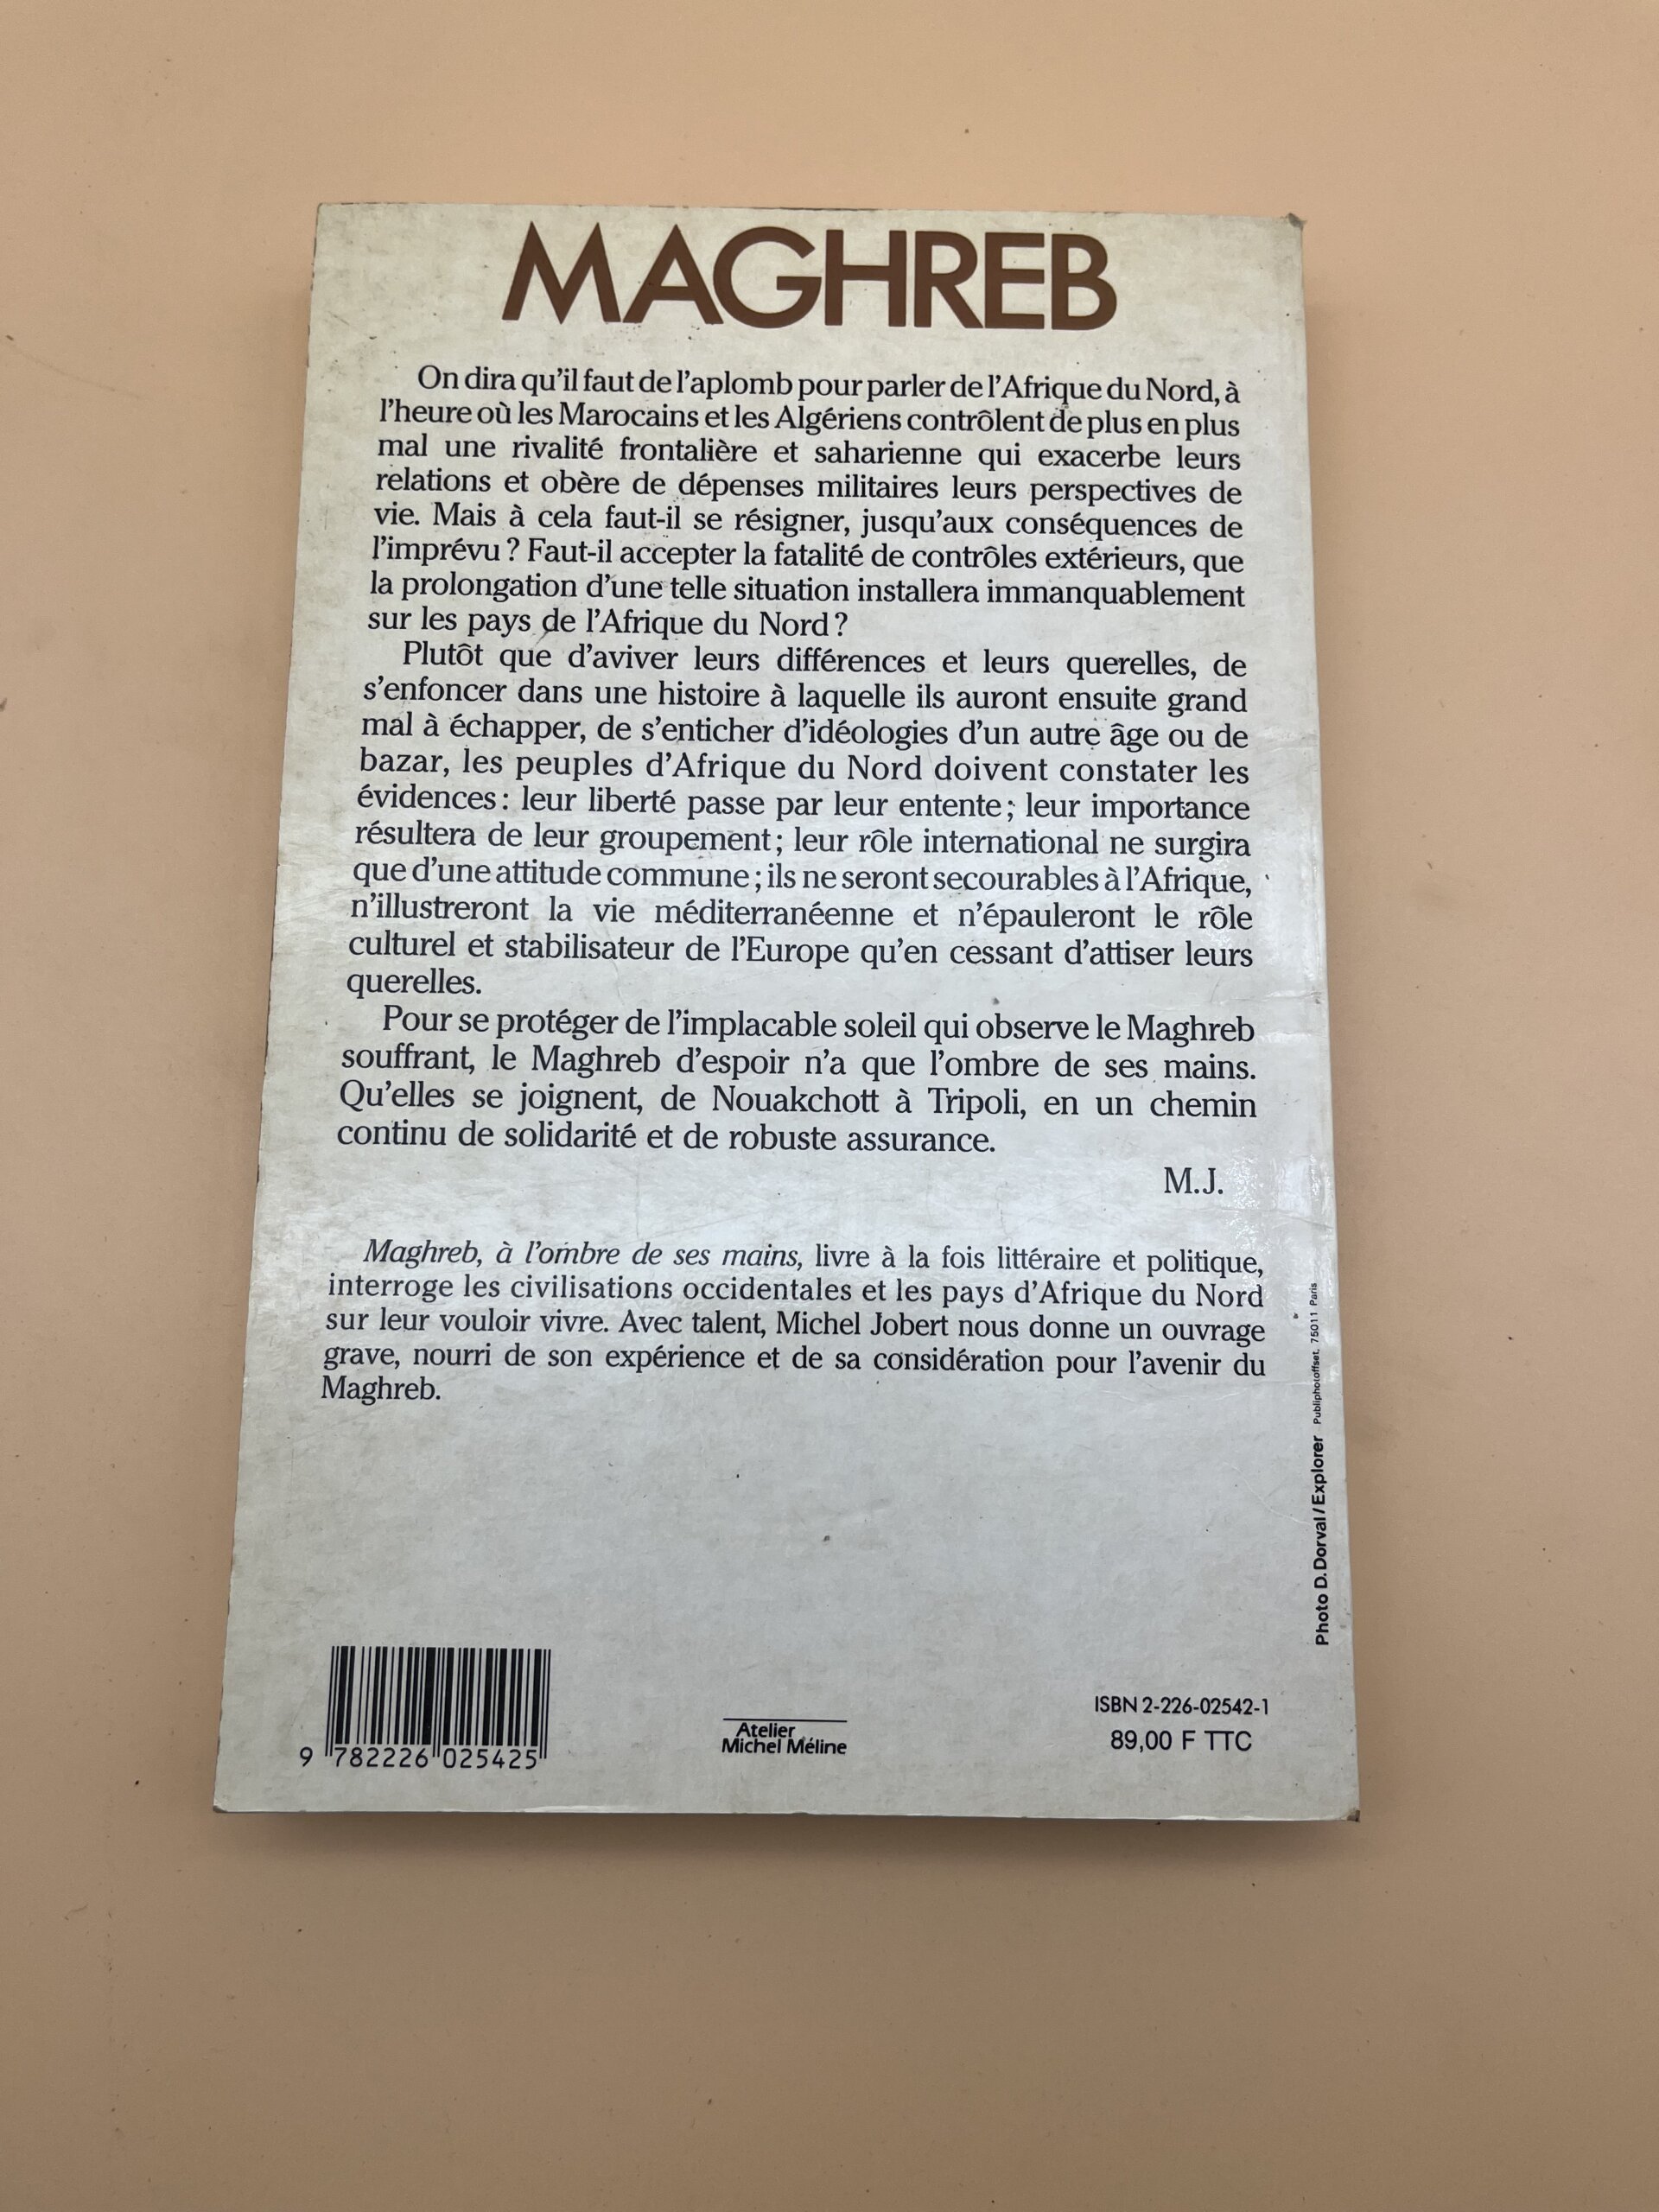 MAGHREB
On dira qu'il faut de l'aplomb pour parler de l'Afrique du Nord, à
l'heure où les Marocains et les Algériens contrôlent de plus en plus
mal une rivalité frontalière et saharienne qui exacerbe leurs
relations et obère de dépenses militaires leurs perspectives de
vie. Mais à cela faut-il se résigner, jusqu'aux conséquences de
l'imprévu ? Faut-il accepter la fatalité de contrôles extérieurs, que
la prolongation d'une telle situation installera immanquablement
sur les pays de l'Afrique du Nord ?
Plutôt que d'aviver leurs différences et leurs querelles, de
s'enfoncer dans une histoire à laquelle ils auront ensuite grand
mal à échapper, de s'enticher d'idéologies d'un autre âge ou de
bazar, les peuples d'Afrique du Nord doivent constater les
évidences : leur liberté passe par leur entente ; leur importance
résultera de leur groupement ; leur rôle international ne surgira
que d'une attitude commune ; ils ne seront secourables à l'Afrique,
n'illustreront la vie méditerranéenne et n'épauleront le rôle
culturel et stabilisateur de l'Europe qu'en cessant d'attiser leurs
querelles.
Pour se protéger de l'implacable soleil qui observe le Maghreb
souffrant, le Maghreb d'espoir n'a que l'ombre de ses mains.
Qu'elles se joignent, de Nouakchott à Tripoli, en un chemin
continu de solidarité et de robuste assurance.
M.J.
Maghreb, à l'ombre de ses mains, livre à la fois littéraire et politique,
interroge les civilisations occidentales et les pays d'Afrique du Nord
sur leur vouloir vivre. Avec talent, Michel Jobert nous donne un ouvrage
grave, nourri de son expérience et de sa considération pour l'avenir du
Maghreb.
Photo D. Dorval / Explorer Publiphotoffset, 75011 Paris
9 782226 025425
Atelier
Michel Méline
ISBN 2-226-02542-1
89,00 F TTC